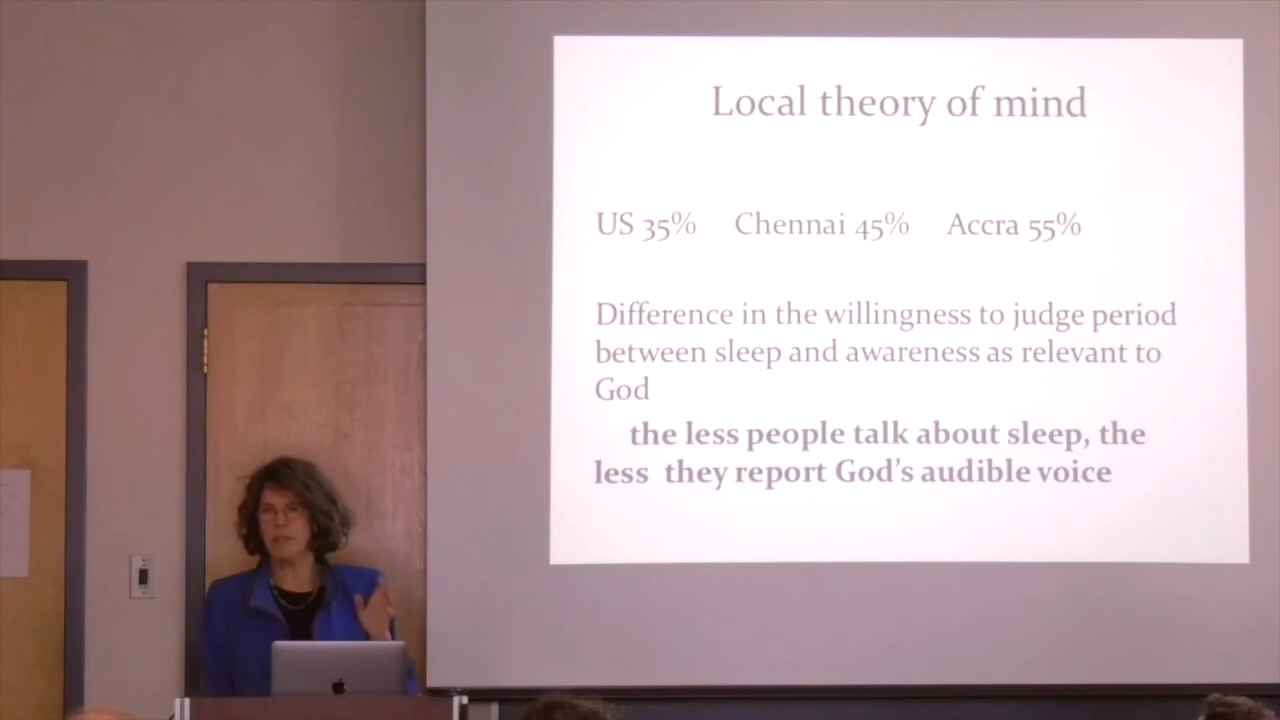 Local theory of mind
US 35% Chennai 45% Accra 55%
Difference in the willingness to judge period
between sleep and awareness as relevant to
God
the less people talk about sleep, the
less they report God's audible voice